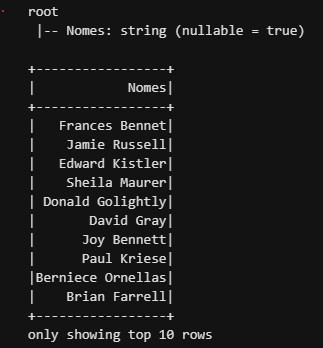 root
 |-- Nomes: string (nullable = true)

+-----------------+
|            Nomes|
+-----------------+
|   Frances Bennet|
|    Jamie Russell|
|   Edward Kistler|
|    Sheila Maurer|
| Donald Golightly|
|       David Gray|
|      Joy Bennett|
|      Paul Kriese|
|Berniece Ornellas|
|    Brian Farrell|
+-----------------+
only showing top 10 rows